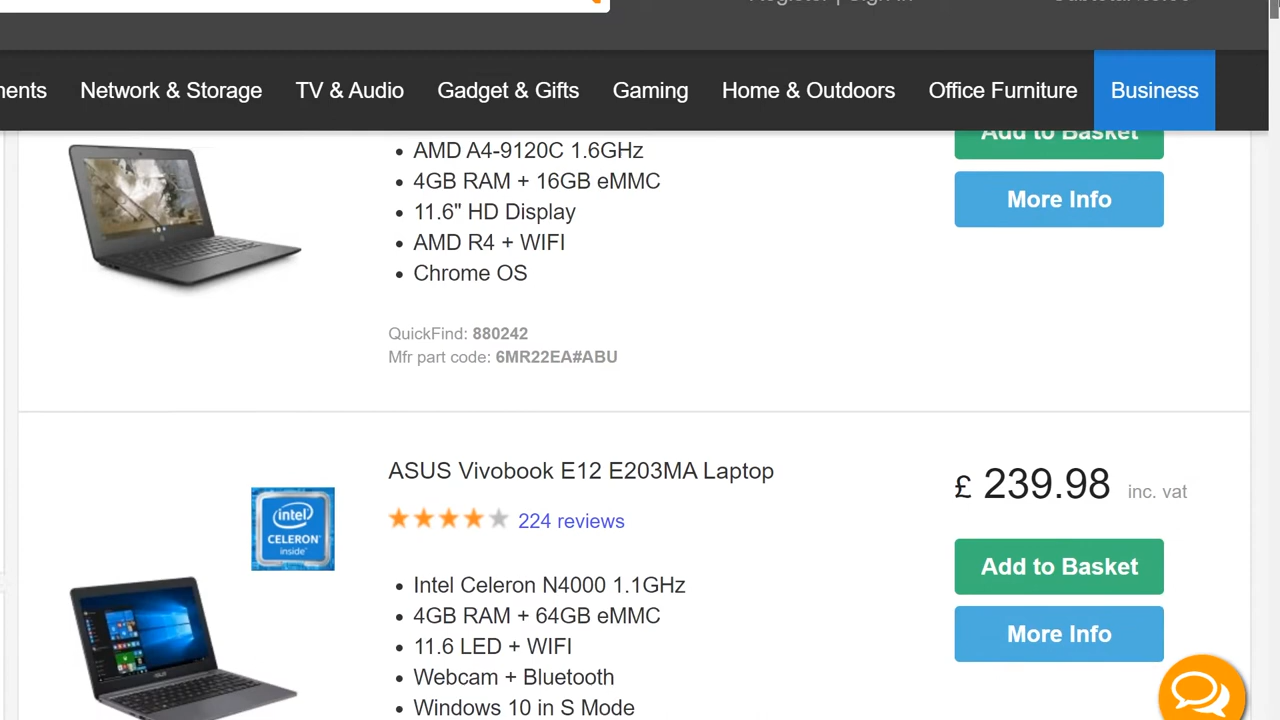 ents
Network & Storage
TV & Audio
Gadget & Gifts
Gaming
Home & Outdoors
Office Furniture
Business
AMD A4-9120C 1.6GHz
4GB RAM + 16GB eMMC
11.6" HD Display
AMD R4 + WIFI
Chrome OS
Add to Basket
More Info
QuickFind: 880242
Mfr part code: 6MR22EA#ABU
ASUS Vivobook E12 E203MA Laptop
224 reviews
intel
CELERON
inside
Intel Celeron N4000 1.1GHz
4GB RAM + 64GB eMMC
11.6 LED + WIFI
Webcam + Bluetooth
Windows 10 in S Mode
£ 239.98 inc. vat
Add to Basket
More Info